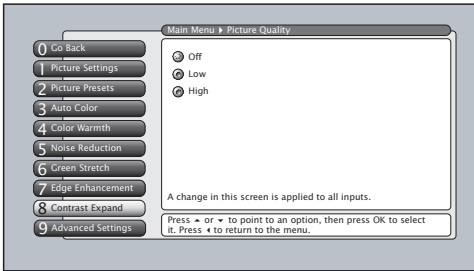 Main Menu ▸ Picture Quality
0 Go Back
1 Picture Settings
2 Picture Presets
3 Auto Color
4 Color Warmth
5 Noise Reduction
6 Green Stretch
7 Edge Enhancement
8 Contrast Expand
9 Advanced Settings
Off
Low
High
A change in this screen is applied to all inputs.
Press ▲ or ▼ to point to an option, then press OK to select
it. Press ◀ to return to the menu.